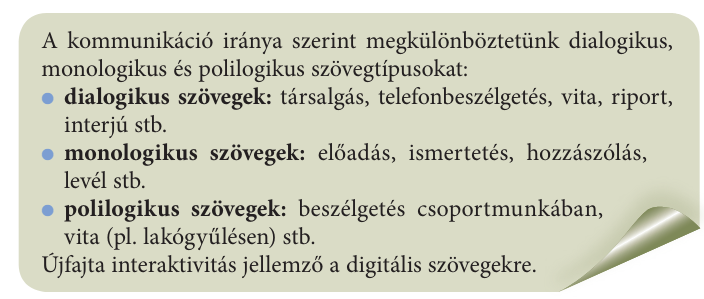 A kommunikáció iránya szerint megkülönböztetünk dialogikus,
monologikus és polilogikus szövegtípusokat:
● dialogikus szövegek: társalgás, telefonbeszélgetés, vita, riport,
interjú stb.
● monologikus szövegek: előadás, ismertetés, hozzászólás,
levél stb.
● polilogikus szövegek: beszélgetés csoportmunkában,
vita (pl. lakógyűlésen) stb.
Újfajta interaktivitás jellemző a digitális szövegekre.